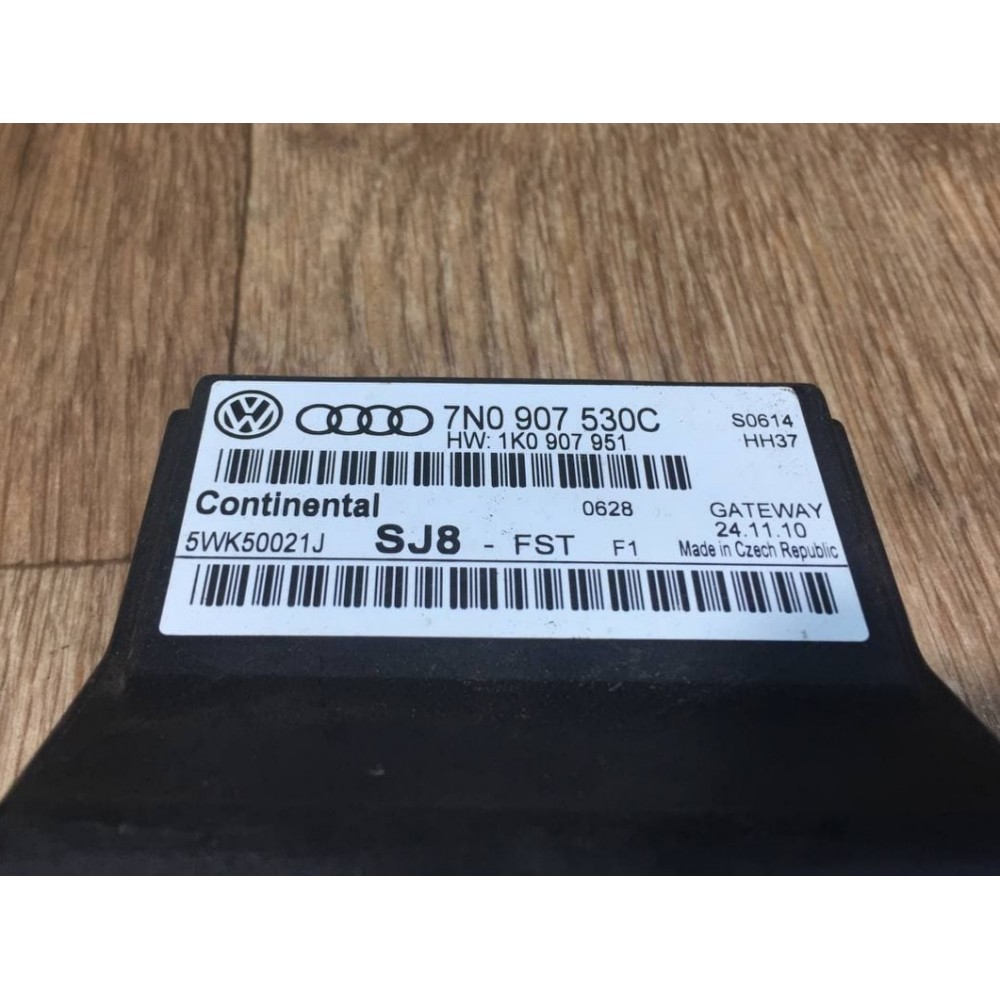 7N0 907 530C S0614
HW: 1K0 907 951 HH37
Continental 0628 GATEWAY
24.11.10
5WK50021J SJ8 - FST F1 Made in Czech Republic